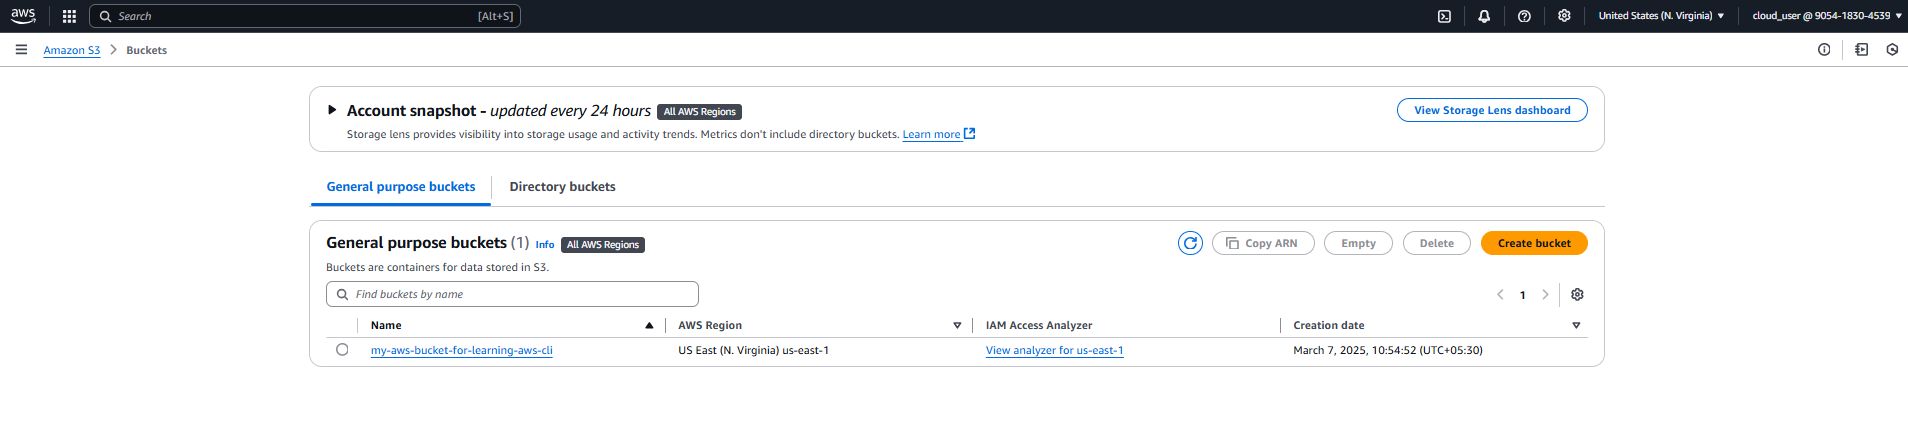 aws Search [Alt+S] United States (N. Virginia) cloud_user @ 9054-1830-4539
Amazon S3 Buckets
Account snapshot - updated every 24 hours All AWS Regions View Storage Lens dashboard
Storage lens provides visibility into storage usage and activity trends. Metrics don't include directory buckets. Learn more
General purpose buckets Directory buckets
General purpose buckets (1) Info All AWS Regions Copy ARN Empty Delete Create bucket
Buckets are containers for data stored in S3.
Find buckets by name 1
Name AWS Region IAM Access Analyzer Creation date
my-aws-bucket-for-learning-aws-cli US East (N. Virginia) us-east-1 View analyzer for us-east-1 March 7, 2025, 10:54:52 (UTC+05:30)